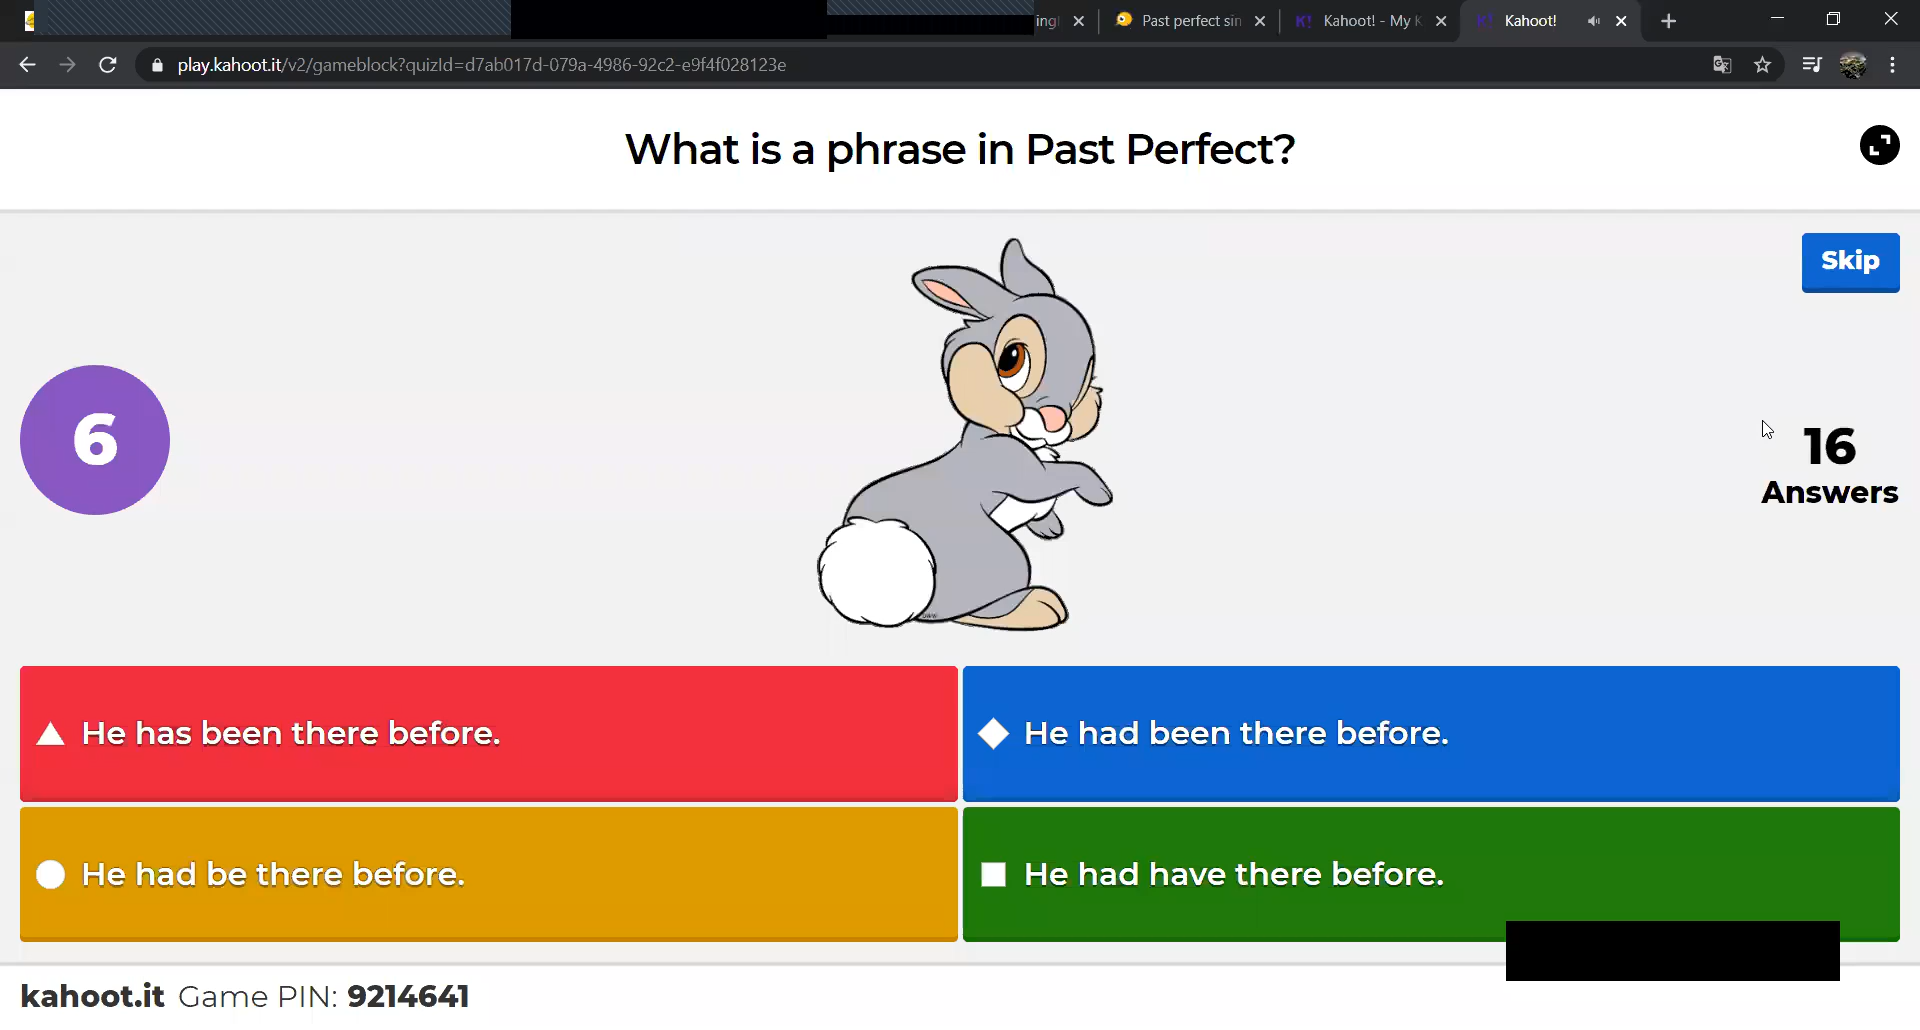 ing
Past perfect sin
Kahoot! - My K
Kahoot!
play.kahoot.it/v2/gameblock?quizId=d7ab017d-079a-4986-92c2-e9f4f028123e
What is a phrase in Past Perfect?
Skip
6
16
Answers
He has been there before.
He had been there before.
He had be there before.
He had have there before.
kahoot.it Game PIN: 9214641